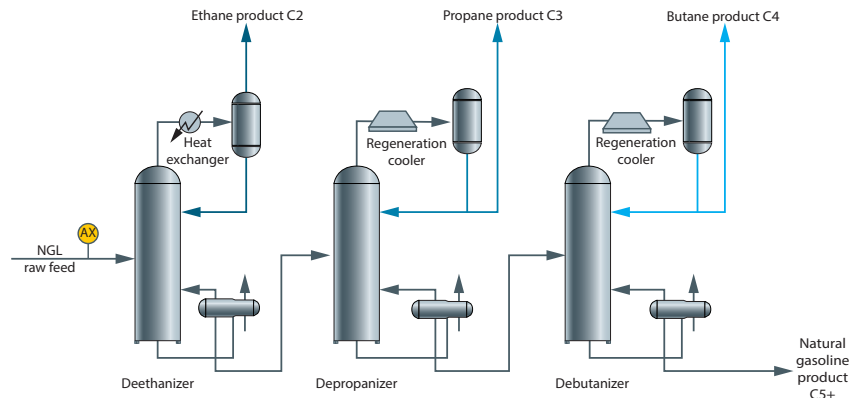 Ethane product C2
Propane product C3
Butane product C4
Heat
exchanger
Regeneration
cooler
Regeneration
cooler
AX
NGL
raw feed
Natural
gasoline
product
C5+
Deethanizer
Depropanizer
Debutanizer